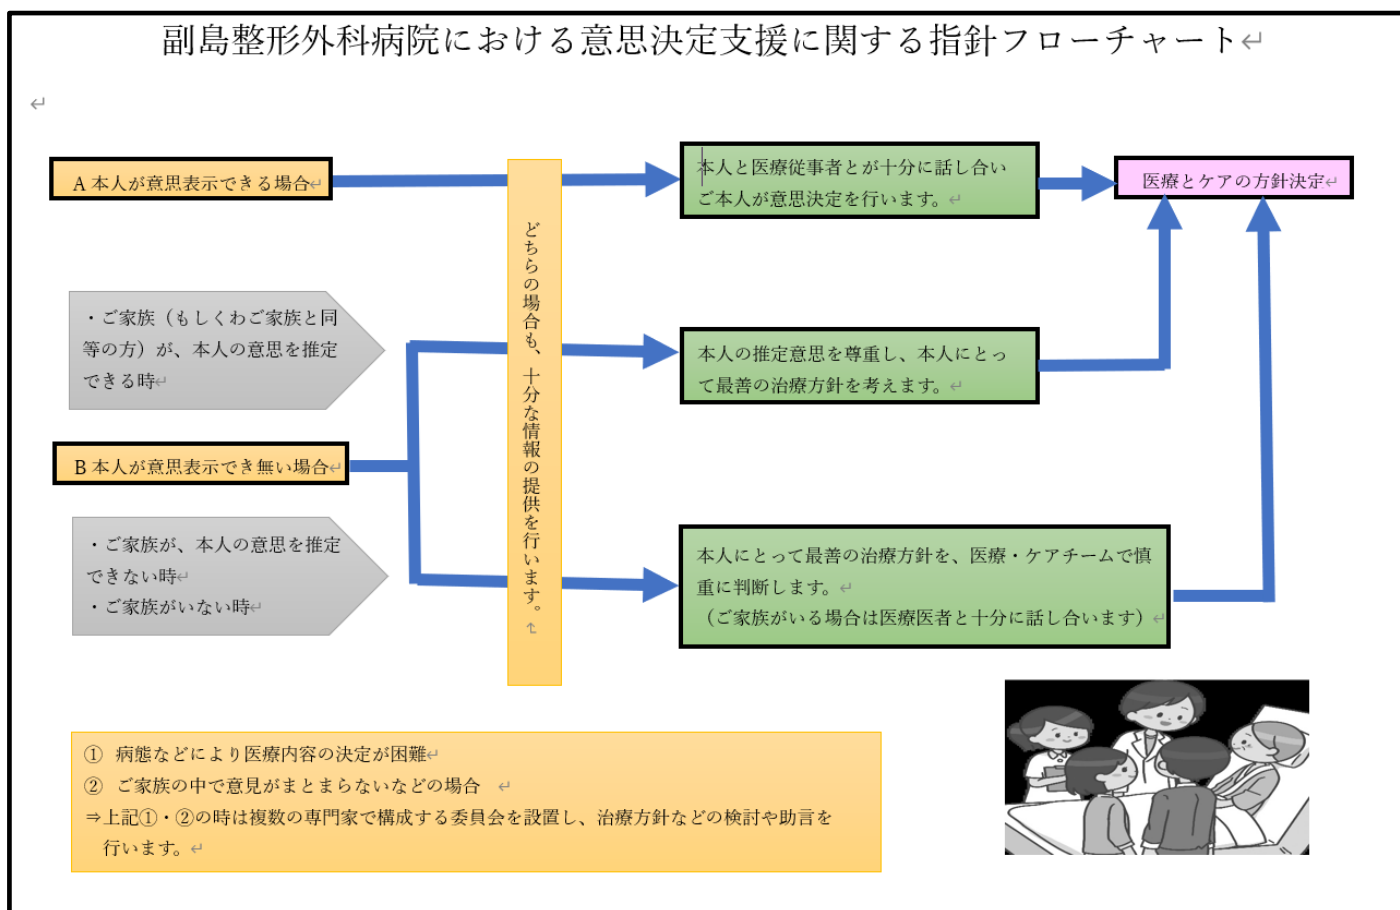 副島整形外科病院における意思決定支援に関する指針フローチャート
A 本人が意思表示できる場合
本人と医療従事者とが十分に話し合い
ご本人が意思決定を行います。
医療とケアの方針決定
どちらの場合も、十分な情報の提供を行います。
・ご家族（もしくわご家族と同
等の方）が、本人の意思を推定
できる時
本人の推定意思を尊重し、本人にとっ
て最善の治療方針を考えます。
B 本人が意思表示でき無い場合
・ご家族が、本人の意思を推定
できない時
・ご家族がいない時
本人にとって最善の治療方針を、医療・ケアチームで慎
重に判断します。
（ご家族がいる場合は医療医者と十分に話し合います）
① 病態などにより医療内容の決定が困難
② ご家族の中で意見がまとまらないなどの場合
⇒上記①・②の時は複数の専門家で構成する委員会を設置し、治療方針などの検討や助言を
行います。